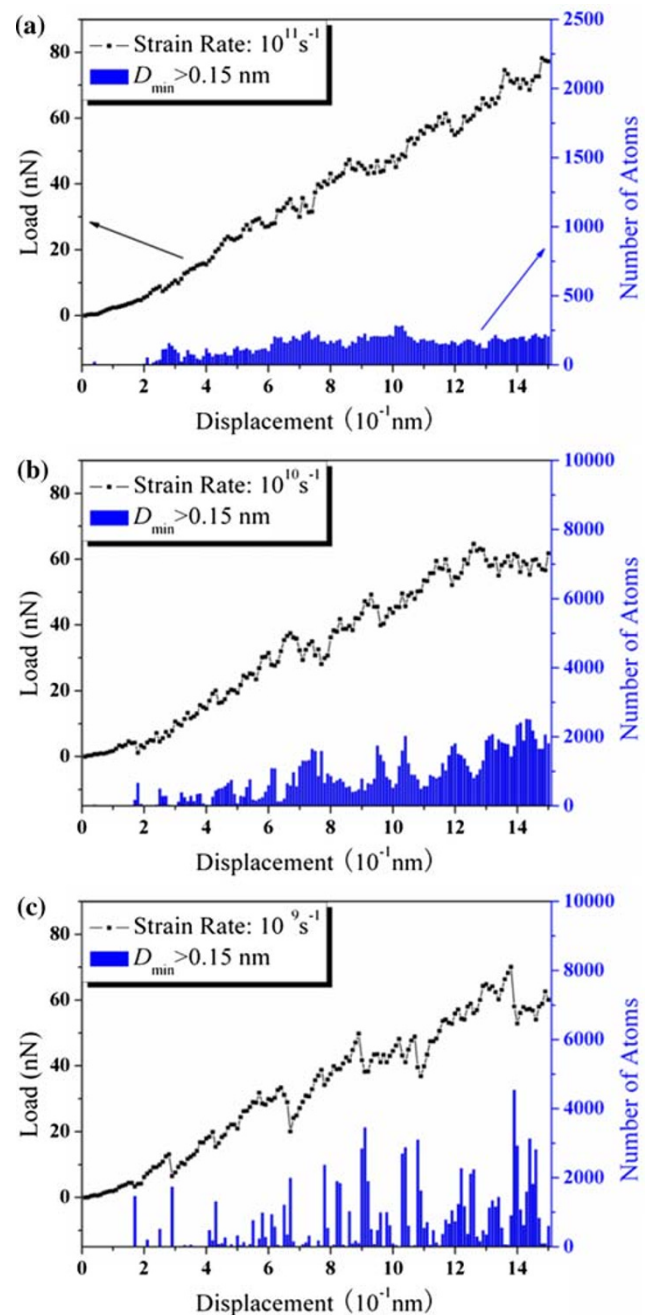 (a)
Strain Rate: 10¹¹s⁻¹
D_min>0.15 nm
Load (nN)
80
60
40
20
0
2500
2000
1500
1000
500
0
Number of Atoms
0 2 4 6 8 10 12 14
Displacement (10⁻¹nm)
(b)
Strain Rate: 10¹⁰s⁻¹
D_min>0.15 nm
Load (nN)
80
60
40
20
0
10000
8000
6000
4000
2000
0
Number of Atoms
0 2 4 6 8 10 12 14
Displacement (10⁻¹nm)
(c)
Strain Rate: 10⁹s⁻¹
D_min>0.15 nm
Load (nN)
80
60
40
20
0
10000
8000
6000
4000
2000
0
Number of Atoms
0 2 4 6 8 10 12 14
Displacement (10⁻¹nm)